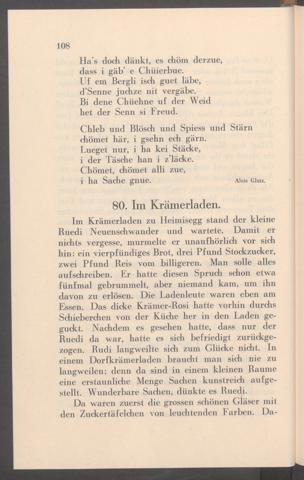 108
Ha's doch dänkt, es chöm derzue,
dass i gäb' e Chüierbue.
Uf em Bergli isch guet läbe,
d'Senne juchze nit vergäbe.
Bi dene Chüehne uf der Weid
het der Senn si Freud.
Chleb und Blösch und Spiess und Stärn
chömet här, i gsehn ech gärn.
Lueget nur, i ha kei Stäcke,
i der Täsche han i z'läcke.
Chömet, chömet alli zue,
i ha Sache gnue. Alois Glutz.
80. Im Krämerladen.
Im Krämerladen zu Heimisegg stand der kleine
Ruedi Neuenschwander und wartete. Damit er
nichts vergesse, murmelte er unaufhörlich vor sich
hin: ein vierpfündiges Brot, drei Pfund Stockzucker,
zwei Pfund Reis vom billigeren. Man solle alles
aufschreiben. Er hatte diesen Spruch schon etwa
fünfmal gebrummelt, aber niemand kam, um ihn
davon zu erlösen. Die Ladenleute waren eben am
Essen. Das dicke Krämer-Rosi hatte vorhin durchs
Schieberchen von der Küche her in den Laden ge-
guckt. Nachdem es gesehen hatte, dass nur der
Ruedi da war, hatte es sich befriedigt zurückge-
zogen. Rudi langweilte sich zum Glücke nicht. In
einem Dorfkrämerladen braucht man sich nie zu
langweilen; denn da sind in einem kleinen Raume
eine erstaunliche Menge Sachen kunstreich aufge-
stellt. Wunderbare Sachen, dünkte es Ruedi.
Da waren zuerst die grossen schönen Gläser mit
den Zuckertäfelchen von leuchtenden Farben. Da-